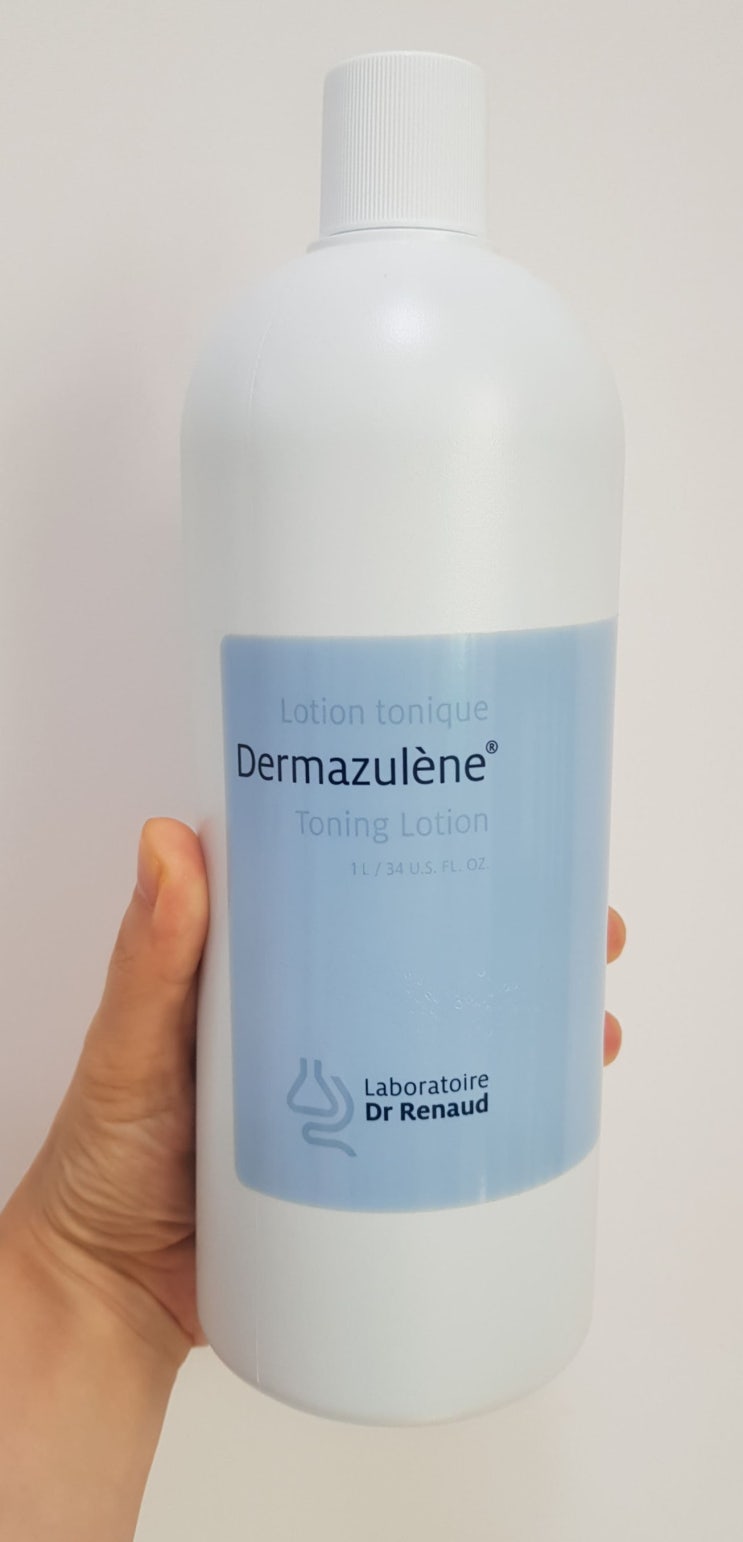 Lotion tonique
Dermazulène®
Toning Lotion
1 L / 34 U.S. FL. OZ.
Laboratoire
Dr Renaud